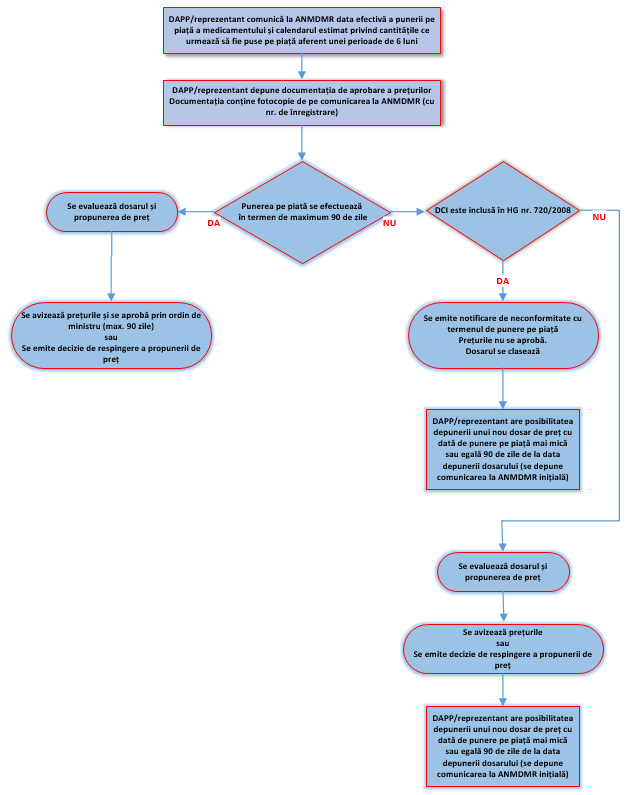 DAPP/reprezentant comunică la ANMDMR data efectivă a punerii pe
piață a medicamentului și calendarul estimat privind cantitățile ce
urmează să fie puse pe piață aferent unei perioade de 6 luni
DAPP/reprezentant depune documentația de aprobare a prețurilor
Documentația conține fotocopie de pe comunicarea la ANMDMR (cu
nr. de înregistrare)
Punerea pe piată se efectuează
în termen de maximum 90 de zile
DA
NU
Se evaluează dosarul și
propunerea de preț
Se avizează prețurile și se aprobă prin ordin de
ministru (max. 90 zile)
sau
Se emite decizie de respingere a propunerii de
preț
DCI este inclusă în HG nr. 720/2008
NU
DA
Se emite notificare de neconformitate cu
termenul de punere pe piață
Prețurile nu se aprobă.
Dosarul se clasează
DAPP/reprezentant are posibilitatea
depunerii unui nou dosar de preț cu
dată de punere pe piață mai mică
sau egală 90 de zile de la data
depunerii dosarului (se depune
comunicarea la ANMDMR inițială)
Se evaluează dosarul și
propunerea de preț
Se avizează prețurile
sau
Se emite decizie de respingere a propunerii de
preț
DAPP/reprezentant are posibilitatea
depunerii unui nou dosar de preț cu
dată de punere pe piață mai mică
sau egală 90 de zile de la data
depunerii dosarului (se depune
comunicarea la ANMDMR inițială)